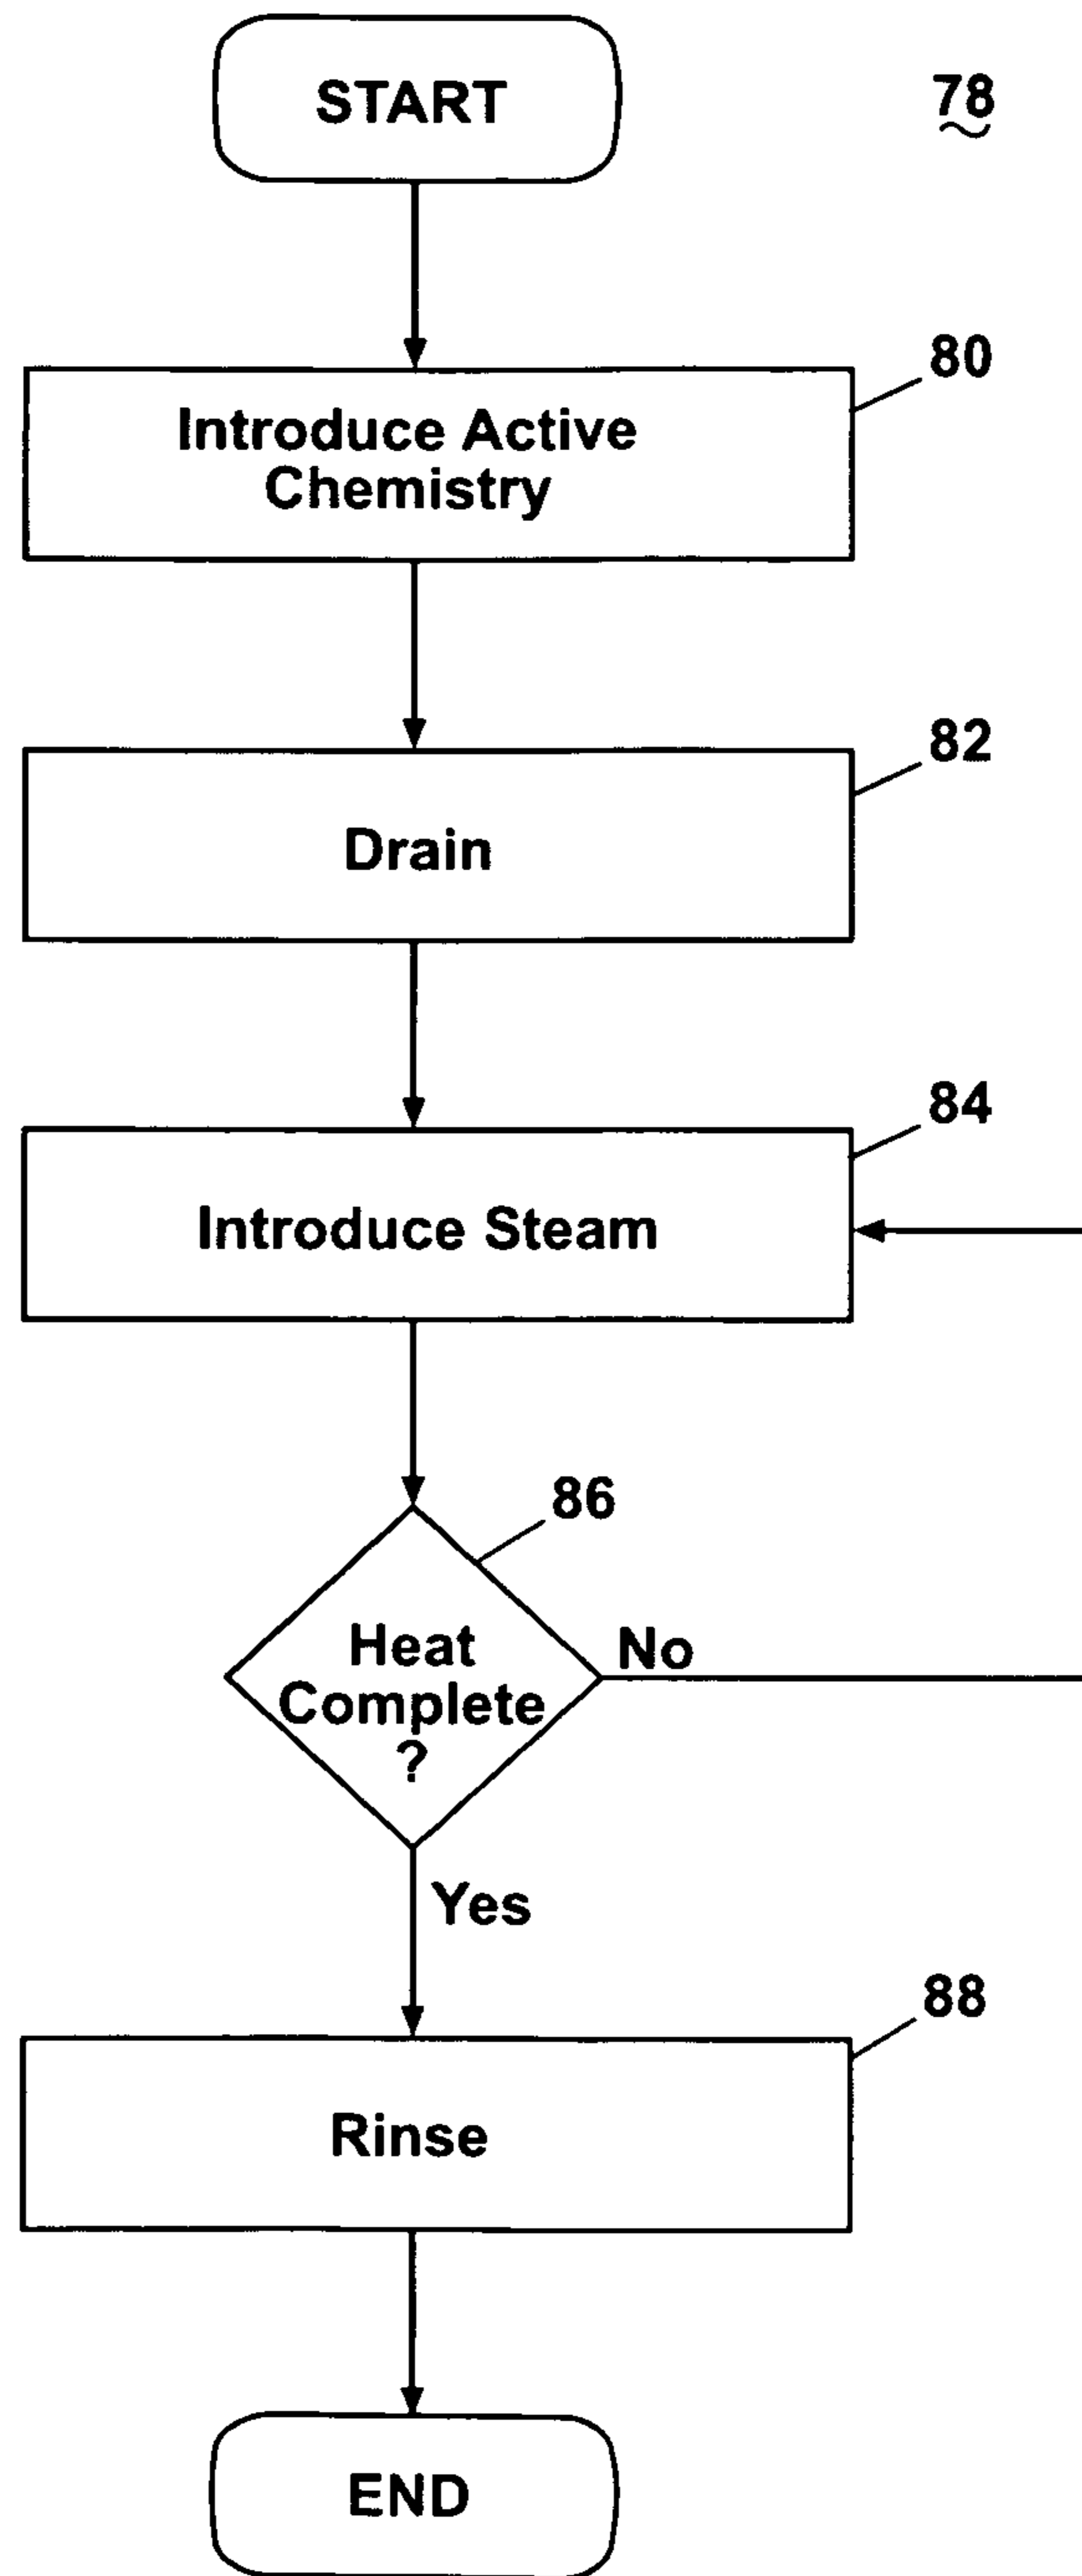 START
78
80
Introduce Active
Chemistry
82
Drain
84
Introduce Steam
86
Heat
Complete
?
No
Yes
88
Rinse
END